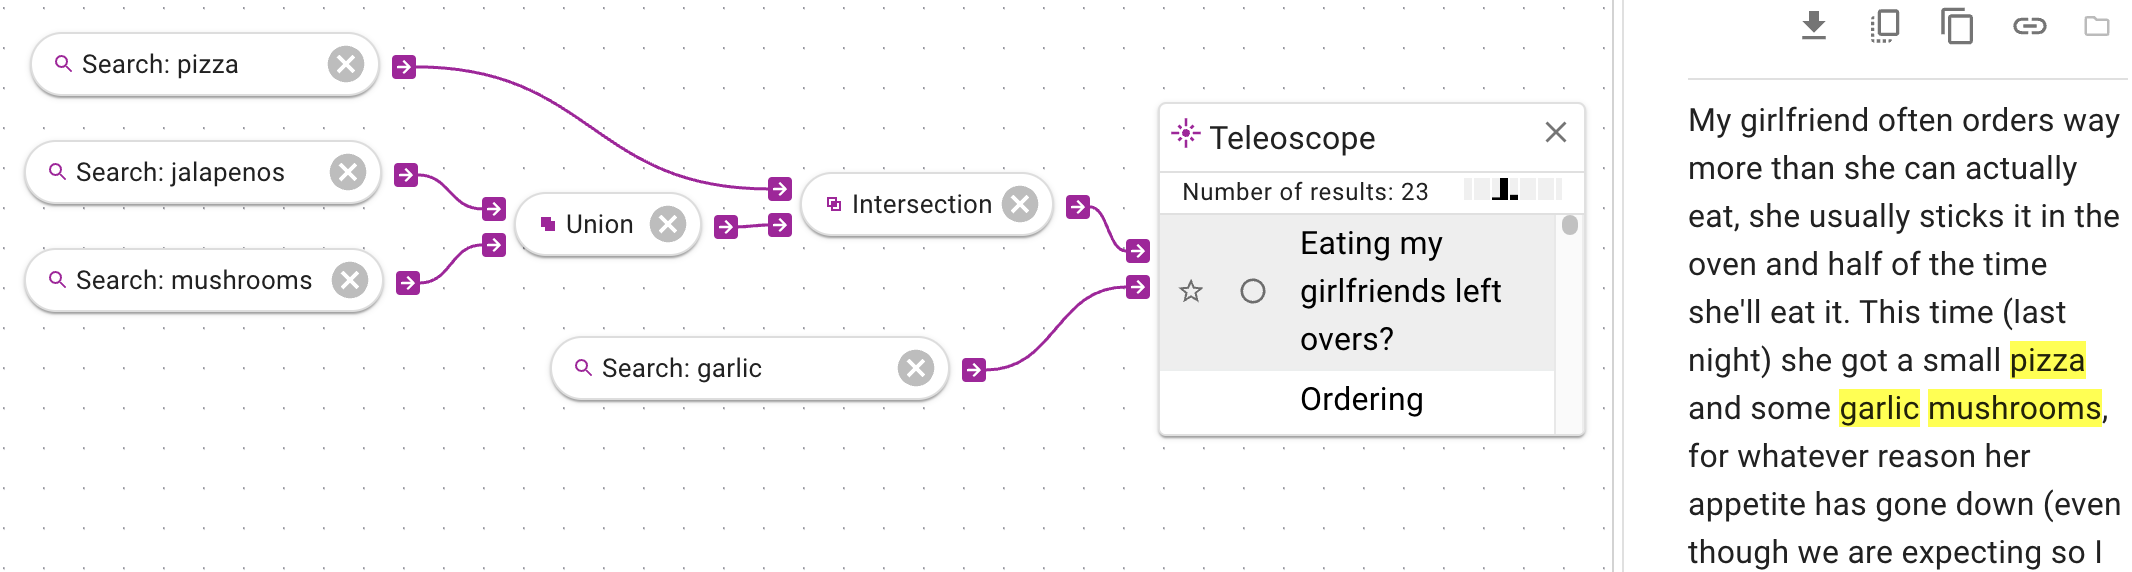 Search: pizza
Search: jalapenos
Search: mushrooms
Union
Intersection
Search: garlic
Teleoscope
Number of results: 23
Eating my
girlfriends left
overs?
Ordering
My girlfriend often orders way
more than she can actually
eat, she usually sticks it in the
oven and half of the time
she'll eat it. This time (last
night) she got a small pizza
and some garlic mushrooms,
for whatever reason her
appetite has gone down (even
though we are expecting so I